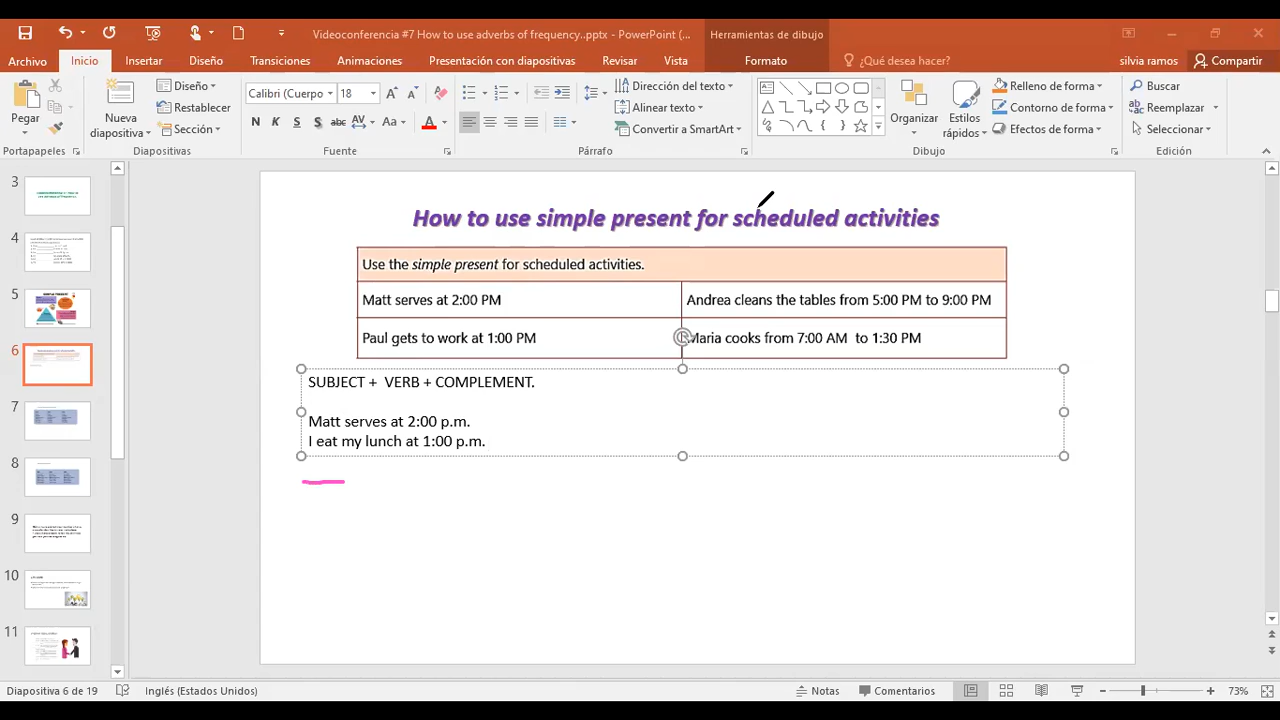 Videoconferencia #7 How to use adverbs of frequency..pptx - PowerPoint (...
Herramientas de dibujo
Archivo
Inicio
Insertar
Diseño
Transiciones
Animaciones
Presentación con diapositivas
Revisar
Vista
Formato
¿Qué desea hacer?
silvia ramos
Compartir
Pegar
Nueva
diapositiva
Diseño
Restablecer
Sección
Calibri (Cuerpo
18
N K S S abc AV Aa A
Dirección del texto
Alinear texto
Convertir a SmartArt
Organizar
Estilos
rápidos
Relleno de forma
Contorno de forma
Efectos de forma
Buscar
Reemplazar
Seleccionar
Portapapeles
Diapositivas
Fuente
Párrafo
Dibujo
Edición
3
4
5
6
7
8
9
10
11
How to use simple present for scheduled activities
Use the simple present for scheduled activities.
Matt serves at 2:00 PM
Andrea cleans the tables from 5:00 PM to 9:00 PM
Paul gets to work at 1:00 PM
Maria cooks from 7:00 AM to 1:30 PM
SUBJECT + VERB + COMPLEMENT.
Matt serves at 2:00 p.m.
I eat my lunch at 1:00 p.m.
Diapositiva 6 de 19
Inglés (Estados Unidos)
Notas
Comentarios
73%